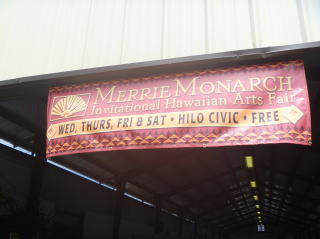 MERRIE MONARCH
Invitational Hawaiian Arts Fair
WED, THURS, FRI & SAT • HILO CIVIC • FREE